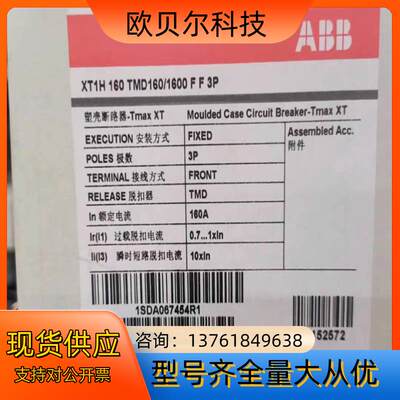 欧贝尔科技
ABB
XT1H 160 TMD160/1600 F F 3P
塑壳断路器-Tmax XT Moulded Case Circuit Breaker-Tmax XT
EXECUTION 安装方式 FIXED Assembled Acc.
附件
POLES 极数 3P
TERMINAL 接线方式 FRONT
RELEASE 脱扣器 TMD
In 额定电流 160A
Ir(I1) 过载脱扣电流 0.7...1xIn
Ii(I3) 瞬时短路脱扣电流 10xIn
1SDA067454R1
152572
现货供应
支持对公开票
咨询：13761849638
型号齐全量大从优